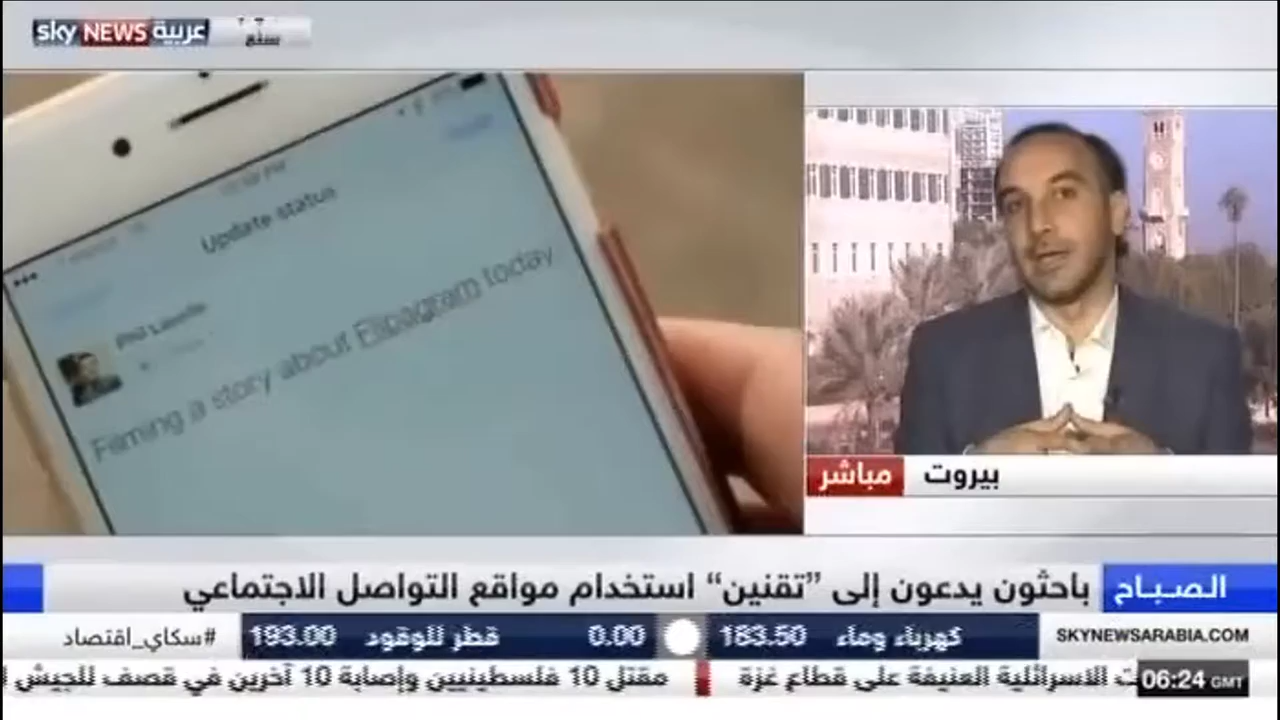 sky NEWS عربية
Update status
Filming a story about Flipagram today
مباشر بيروت
الصباح باحثون يدعون إلى ”تقنين“ استخدام مواقع التواصل الاجتماعي
SKYNEWSARABIA.COM كهرباء وماء 183.50 0.00 قطر للوقود 193.00 #سكاي_اقتصاد
06:24 GMT الاسرائلية العنيفة على قطاع غزة مقتل 10 فلسطينيين وإصابة 10 آخرين في قصف للجيش